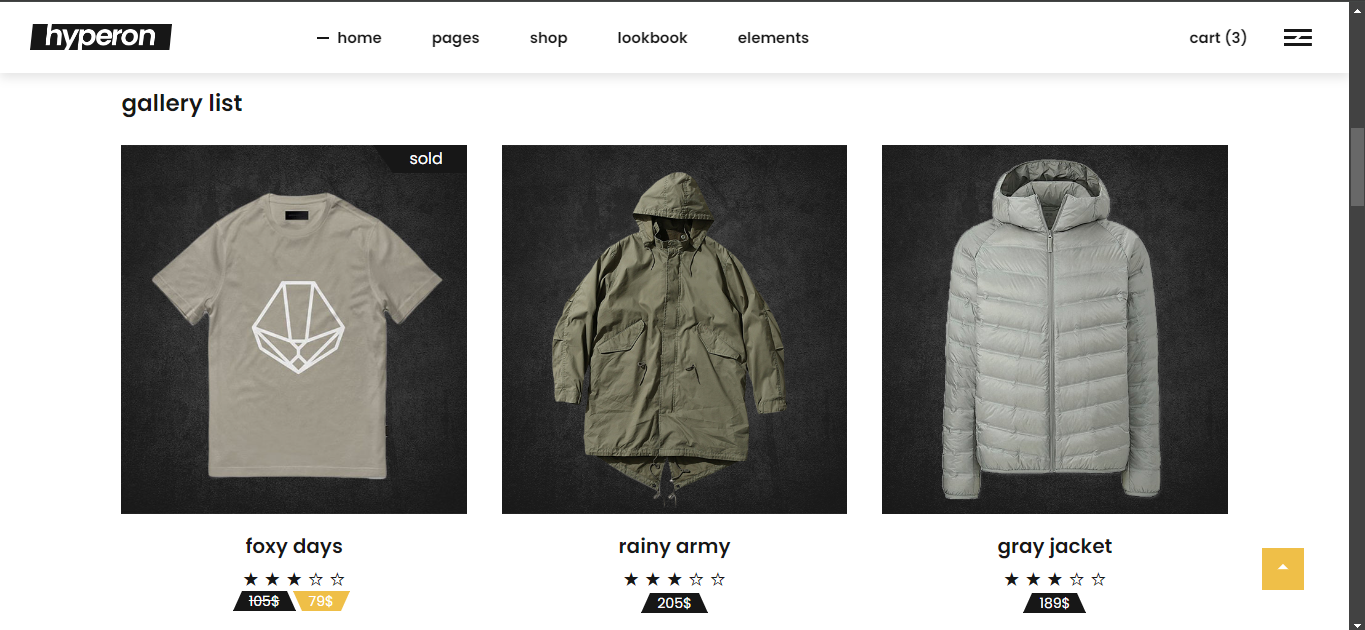 hyperon
home pages shop lookbook elements cart (3)
gallery list
sold
foxy days
105$ 79$
rainy army
205$
gray jacket
189$